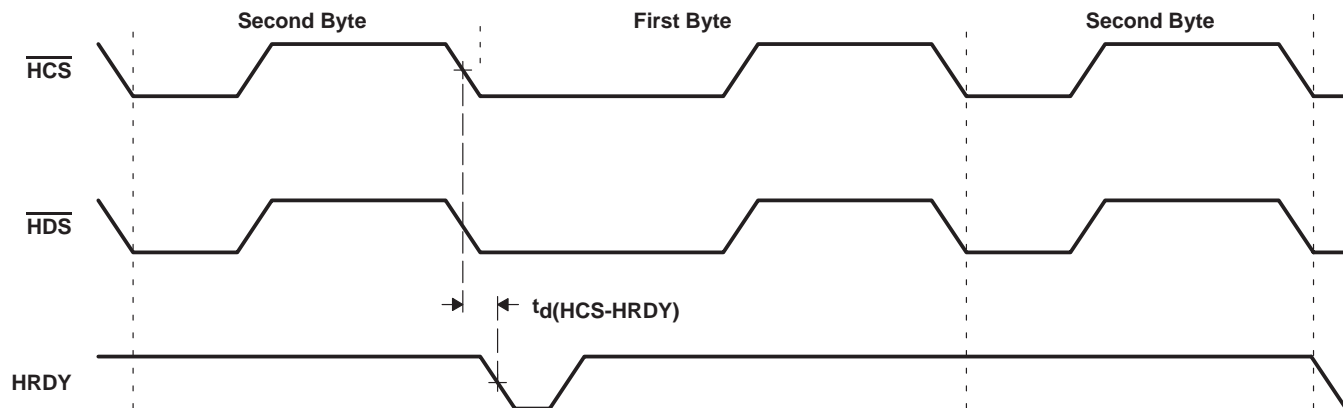 Second Byte First Byte Second Byte
HCS
HDS
td(HCS-HRDY)
HRDY